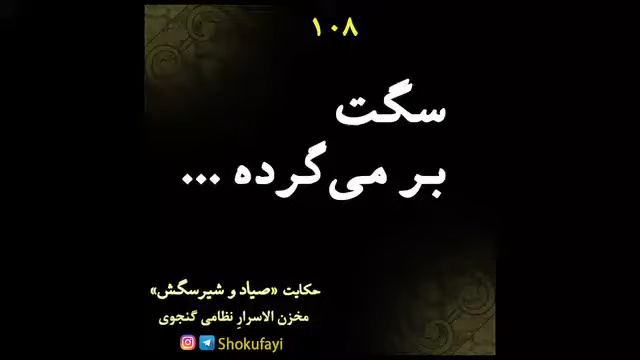 ۱۰۸
سگت
بر می‌گرده ...
حکایت «صیاد و شیرسگش»
مخزن الاسرارِ نظامی گنجوی
Shokufayi